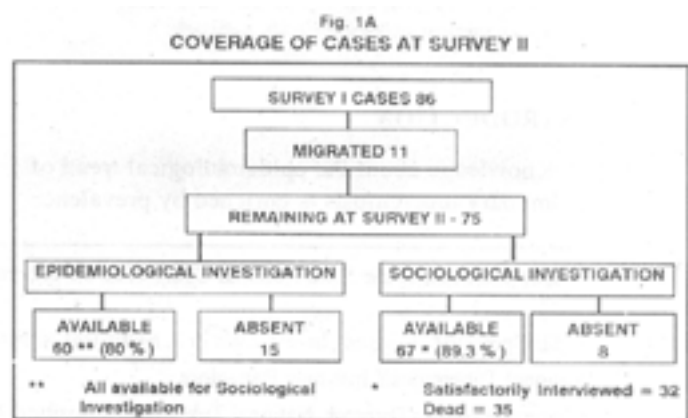 Fig. 1A
COVERAGE OF CASES AT SURVEY II
SURVEY I CASES 86
MIGRATED 11
REMAINING AT SURVEY II - 75
EPIDEMIOLOGICAL INVESTIGATION
SOCIOLOGICAL INVESTIGATION
AVAILABLE
60 ** (80 %)
ABSENT
15
AVAILABLE
67 * (89.3 %)
ABSENT
8
** All available for Sociological
Investigation
* Satisfactorily Interviewed = 32
Dead = 35